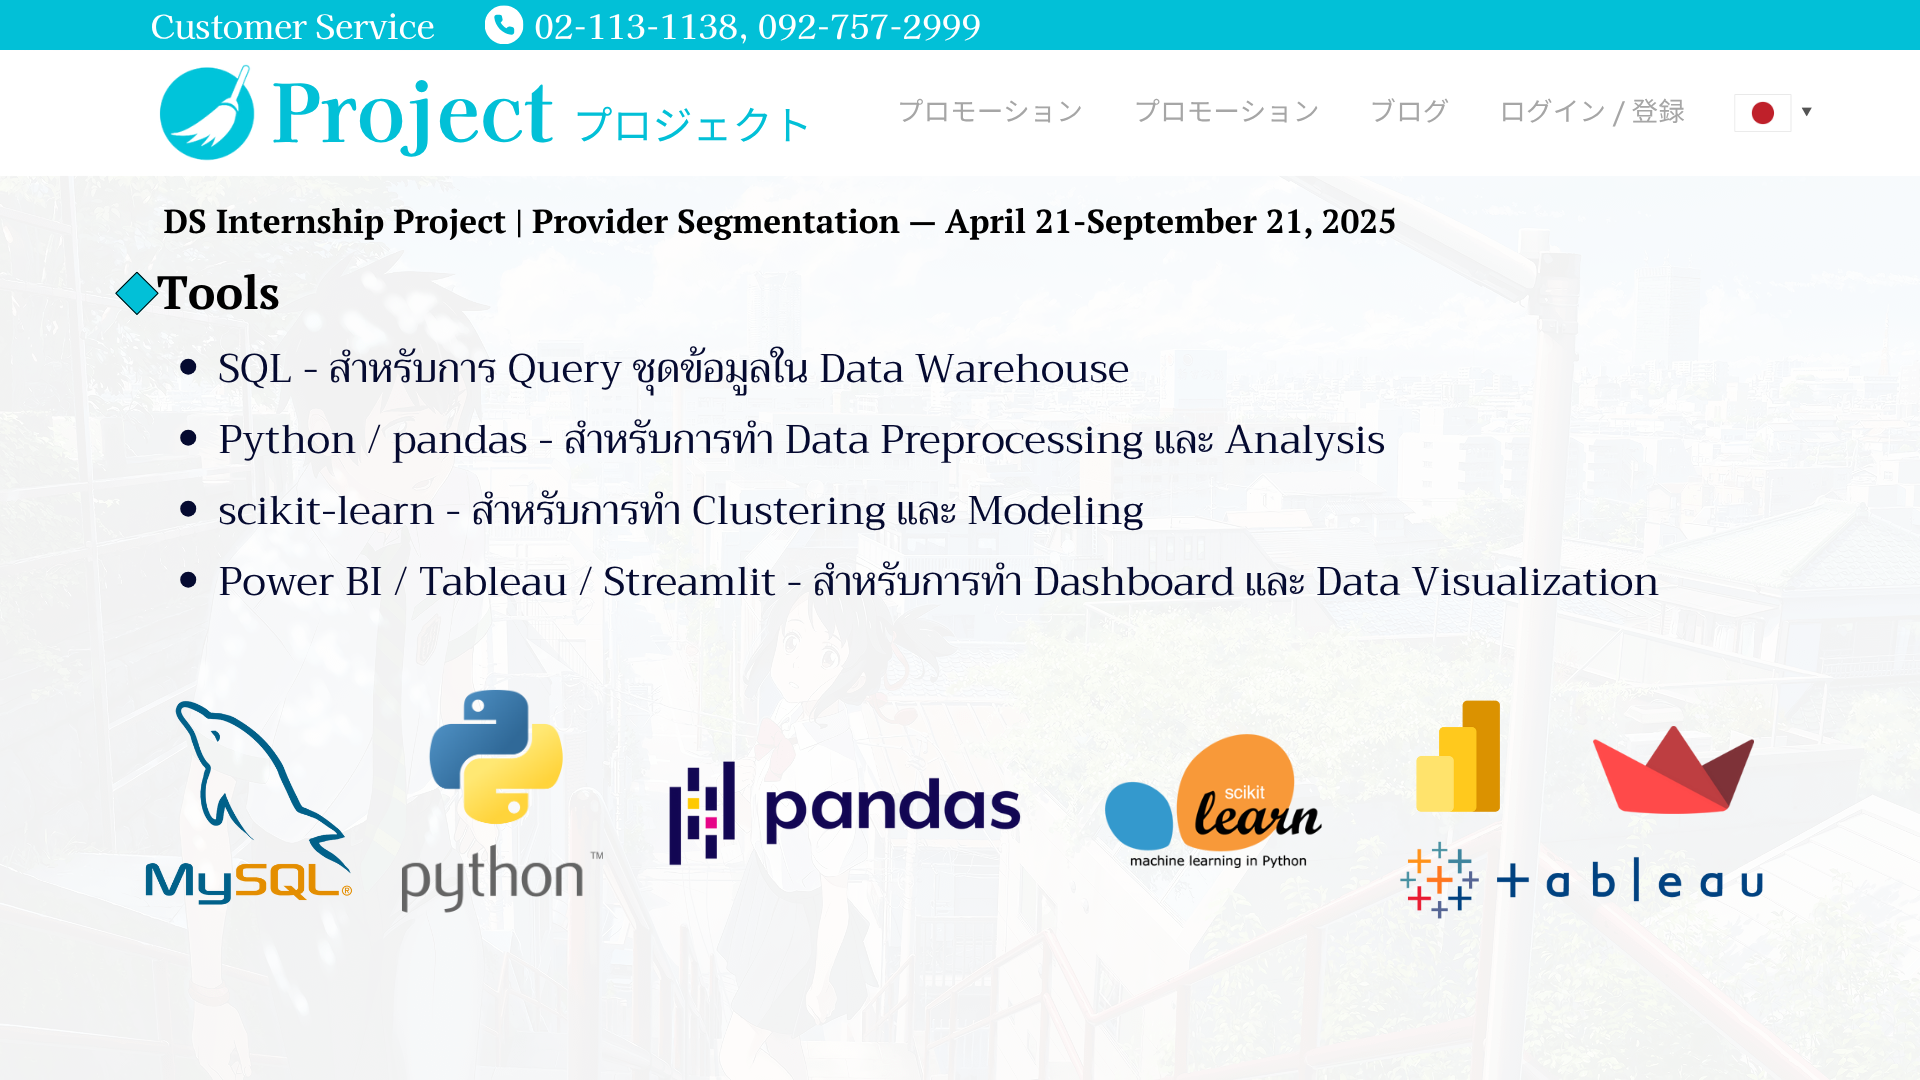 Customer Service 02-113-1138, 092-757-2999
Project プロジェクト プロモーション プロモーション ブログ ログイン / 登録 ▼
DS Internship Project | Provider Segmentation — April 21-September 21, 2025
Tools
• SQL - สำหรับการ Query ชุดข้อมูลใน Data Warehouse
• Python / pandas - สำหรับการทำ Data Preprocessing และ Analysis
• scikit-learn - สำหรับการทำ Clustering และ Modeling
• Power BI / Tableau / Streamlit - สำหรับการทำ Dashboard และ Data Visualization
MySQL®
python™
pandas
scikit
learn
machine learning in Python
+ableau